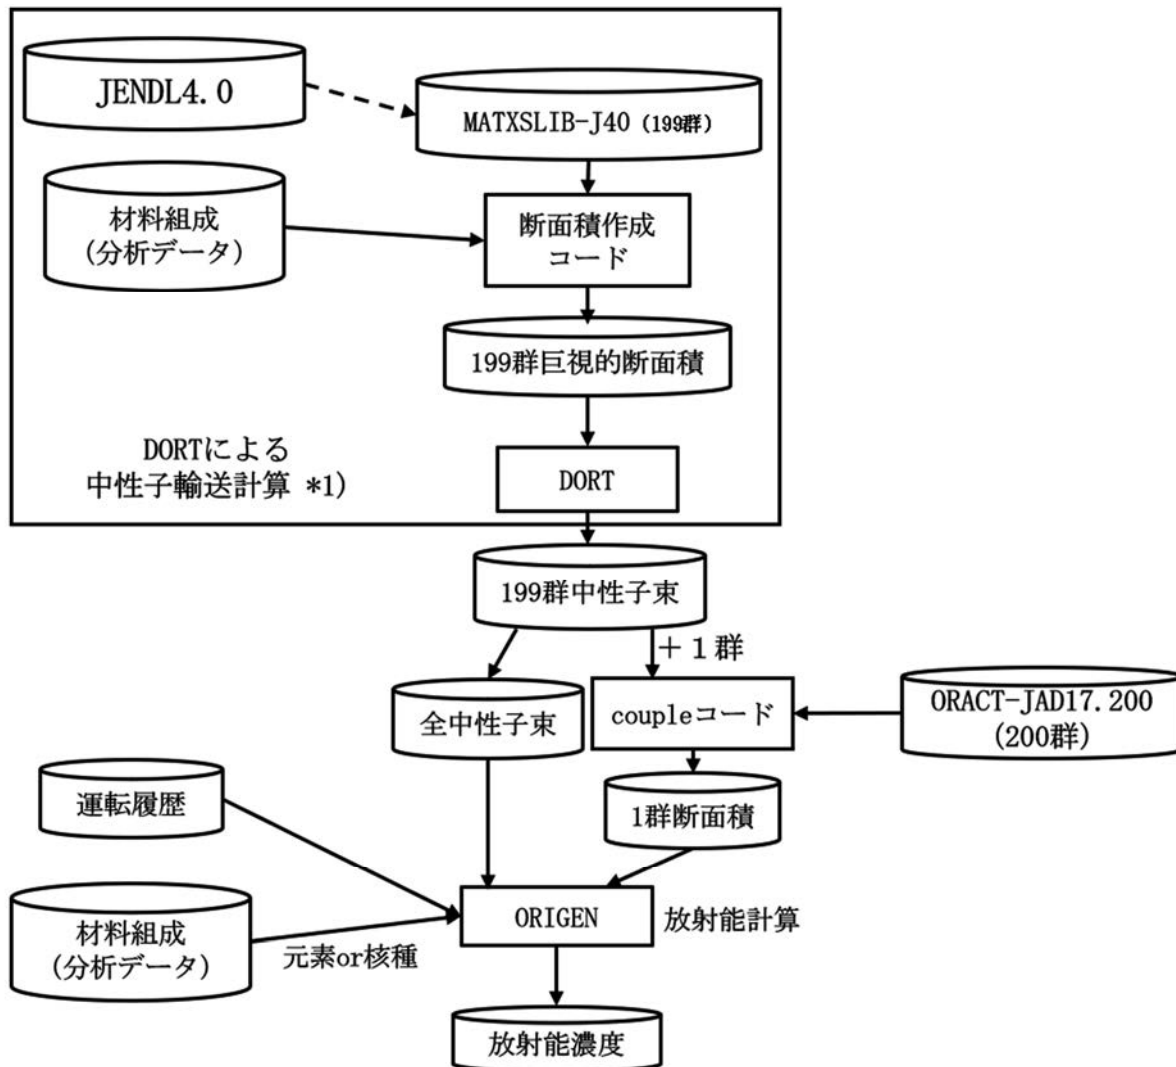 JENDL4.0
MATXSLIB-J40 (199群)
材料組成
(分析データ)
断面積作成
コード
199群巨視的断面積
DORTによる
中性子輸送計算 *1)
DORT
199群中性子束
+1群
全中性子束
coupleコード
ORACT-JAD17.200
(200群)
運転履歴
1群断面積
材料組成
(分析データ)
元素or核種
ORIGEN
放射能計算
放射能濃度